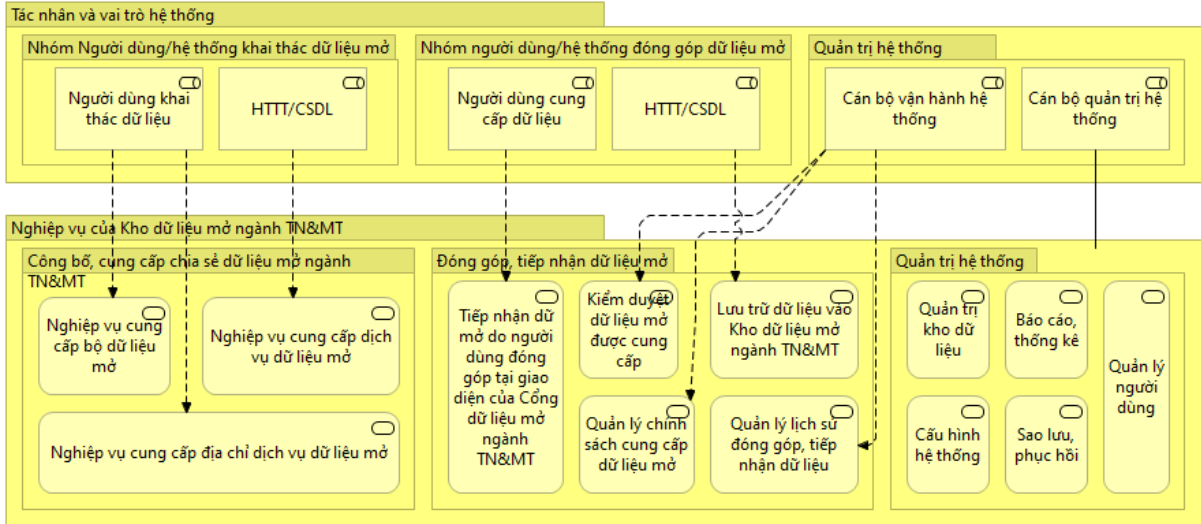 Tác nhân và vai trò hệ thống
Nhóm Người dùng/hệ thống khai thác dữ liệu mở
Người dùng khai
thác dữ liệu
HTTT/CSDL
Nhóm người dùng/hệ thống đóng góp dữ liệu mở
Người dùng cung
cấp dữ liệu
HTTT/CSDL
Quản trị hệ thống
Cán bộ vận hành hệ
thống
Cán bộ quản trị hệ
thống
Nghiệp vụ của Kho dữ liệu mở ngành TN&MT
Công bố, cung cấp chia sẻ dữ liệu mở ngành
TN&MT
Nghiệp vụ cung
cấp bộ dữ liệu
mở
Nghiệp vụ cung cấp dịch
vụ dữ liệu mở
Nghiệp vụ cung cấp địa chỉ dịch vụ dữ liệu mở
Đóng góp, tiếp nhận dữ liệu mở
Tiếp nhận dữ
mở do người
dùng đóng
góp tại giao
diện của Cổng
dữ liệu mở
ngành
TN&MT
Kiểm duyệt
dữ liệu mở
được cung
cấp
Lưu trữ dữ liệu vào
Kho dữ liệu mở
ngành TN&MT
Quản lý chính
sách cung cấp
dữ liệu mở
Quản lý lịch sử
đóng góp, tiếp
nhận dữ liệu
Quản trị hệ thống
Quản trị
kho dữ
liệu
Báo cáo,
thống kê
Quản lý
người
dùng
Cấu hình
hệ thống
Sao lưu,
phục hồi